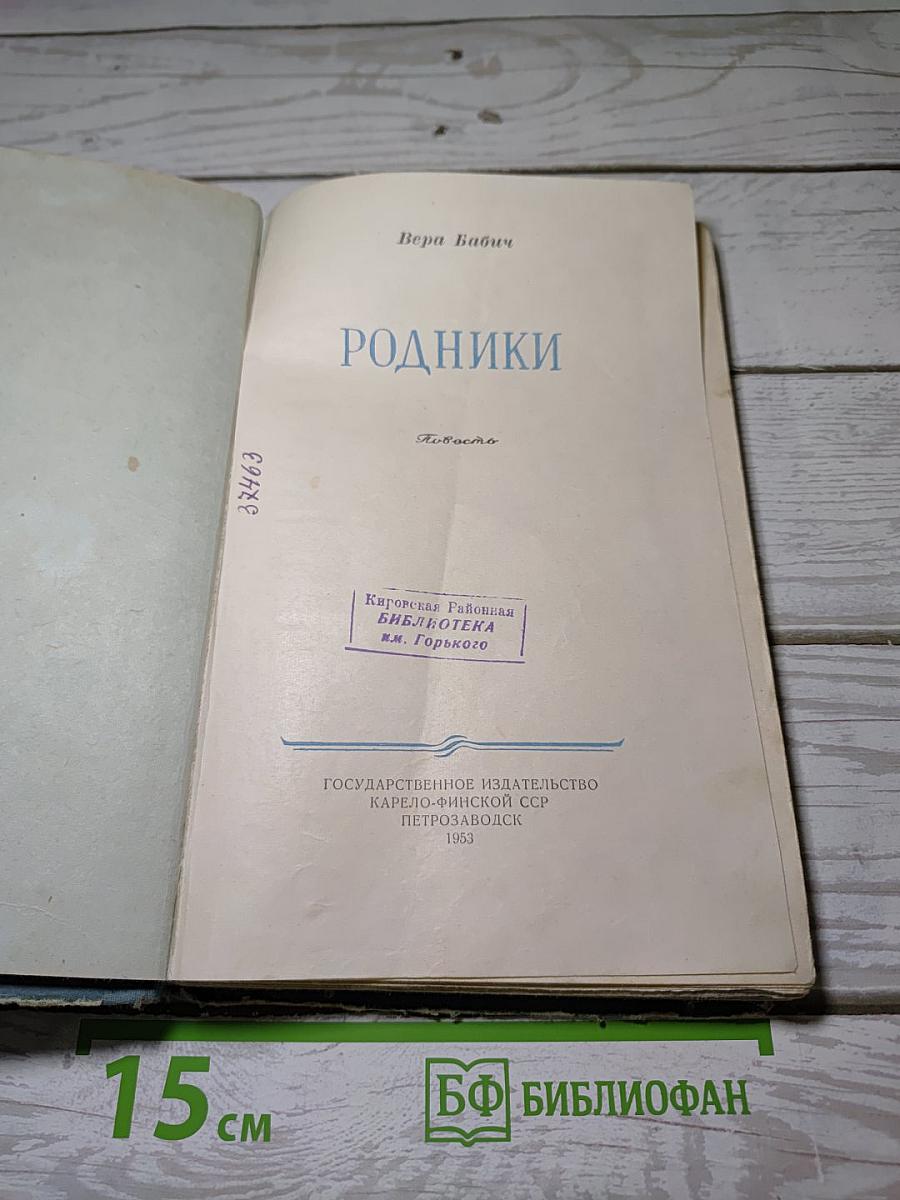 Вера Бабич
РОДНИКИ
Повесть
37463
Кировская Районная
БИБЛИОТЕКА
им. Горького
ГОСУДАРСТВЕННОЕ ИЗДАТЕЛЬСТВО
КАРЕЛО-ФИНСКОЙ ССР
ПЕТРОЗАВОДСК
1953
15 см
БФ БИБЛИОФАН